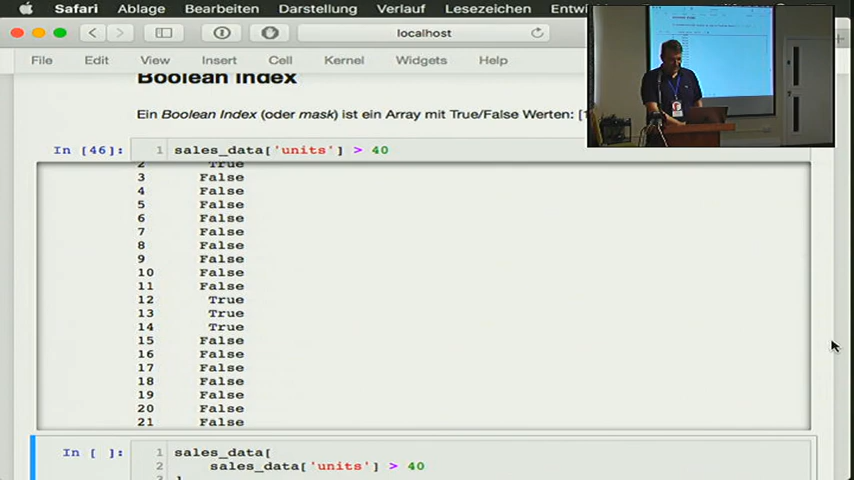 Safari Ablage Bearbeiten Darstellung Verlauf Lesezeichen
localhost
File Edit View Insert Cell Kernel Widgets Help
Boolean Index
Ein Boolean Index (oder mask) ist ein Array mit True/False Werten:
In [46]: 1 sales_data['units'] > 40
2 True
3 False
4 False
5 False
6 False
7 False
8 False
9 False
10 False
11 False
12 True
13 True
14 True
15 False
16 False
17 False
18 False
19 False
20 False
21 False
In [ ]: 1 sales_data[
2 sales_data['units'] > 40
3 ]